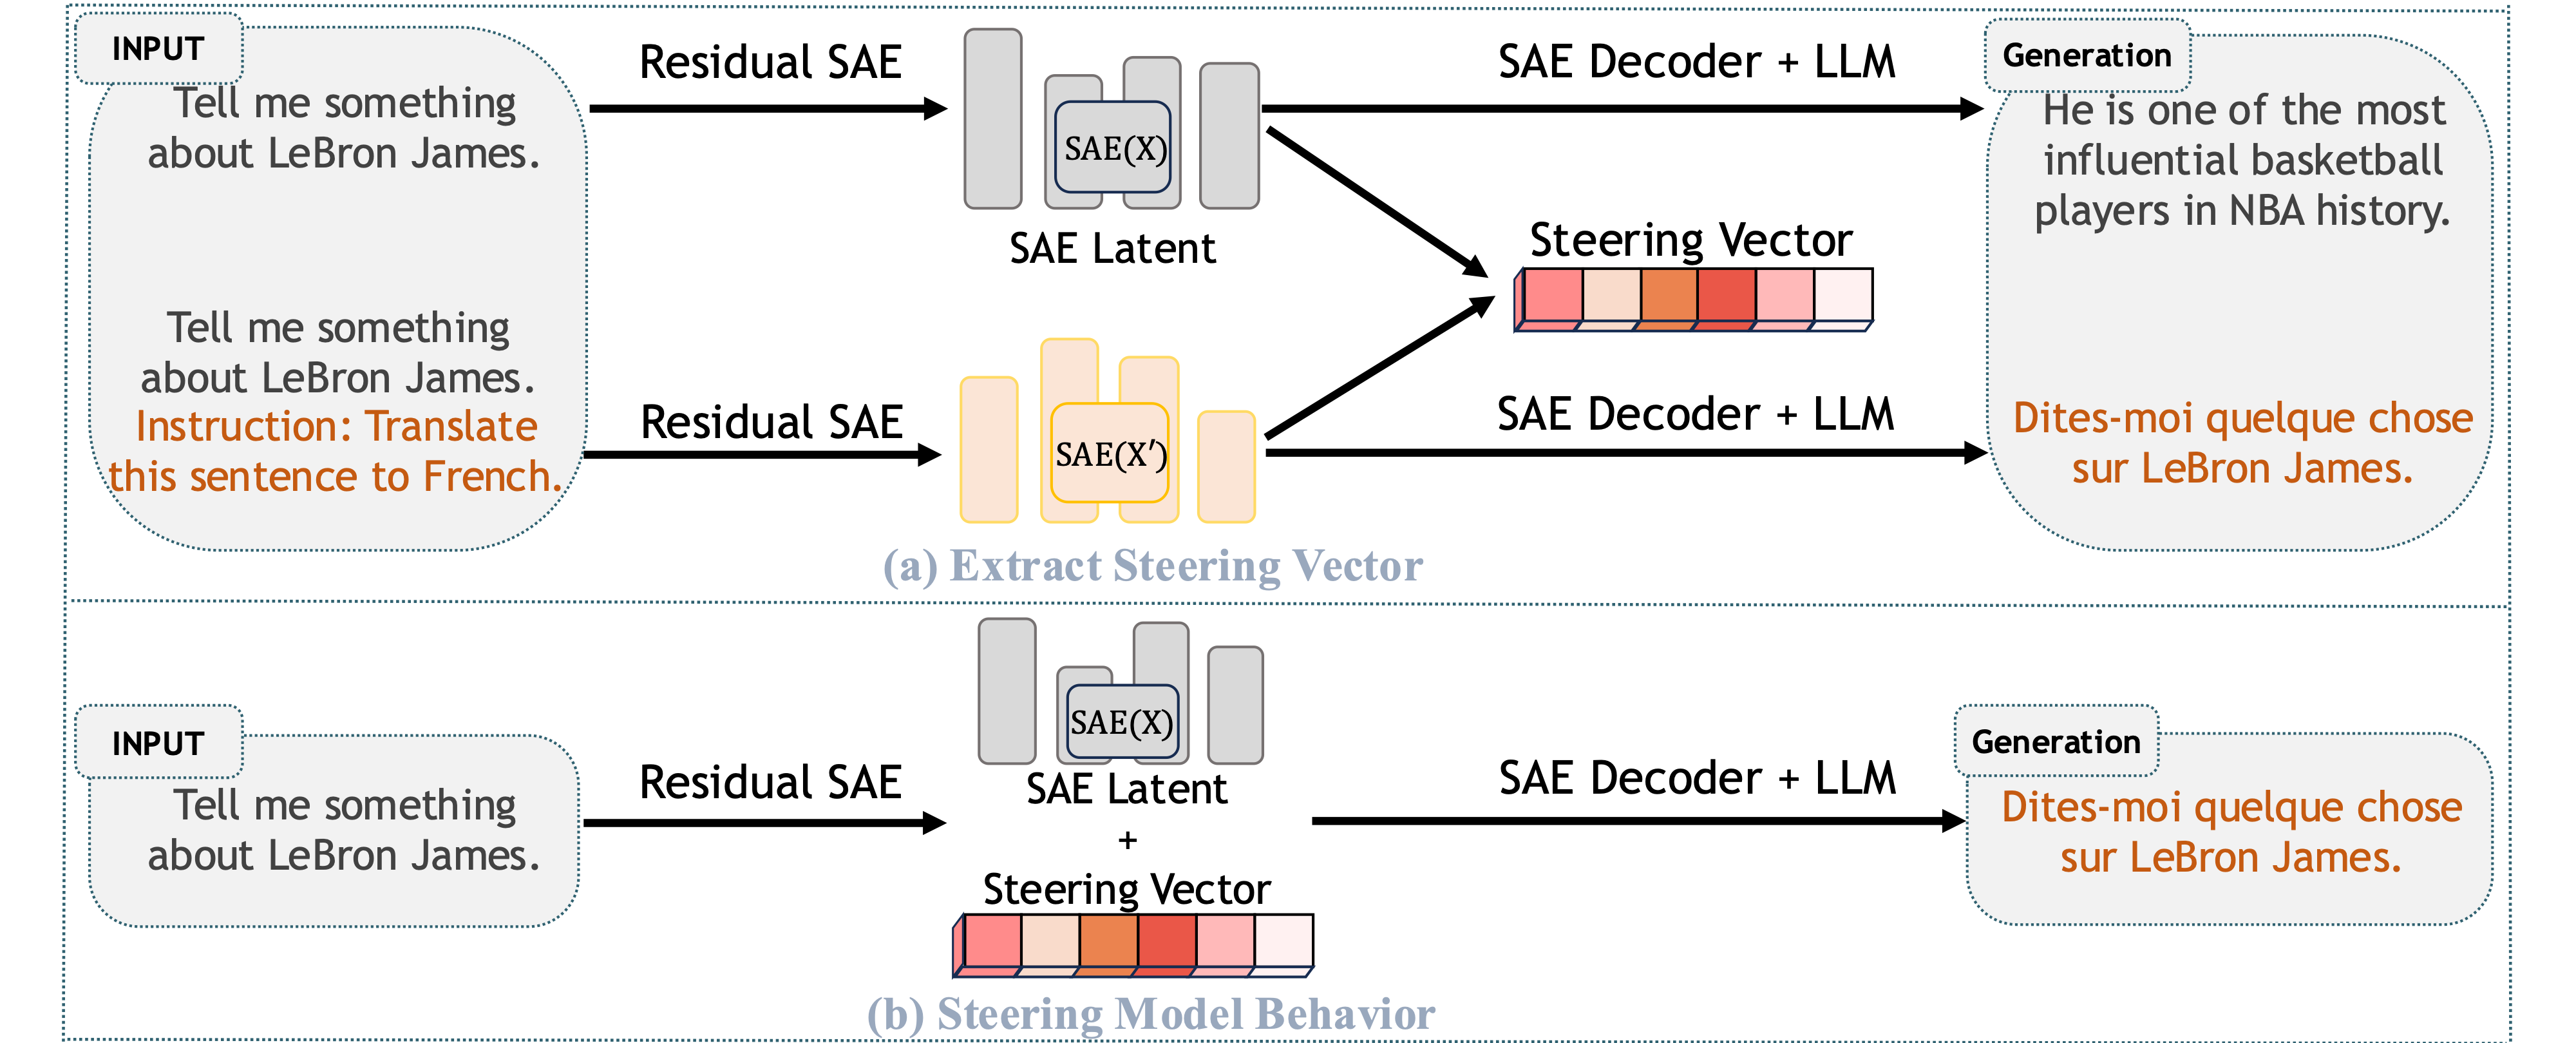 INPUT
Tell me something
about LeBron James.
Tell me something
about LeBron James.
Instruction: Translate
this sentence to French.
Residual SAE
SAE(X)
SAE Latent
Residual SAE
SAE(X′)
SAE Decoder + LLM
Steering Vector
SAE Decoder + LLM
Generation
He is one of the most
influential basketball
players in NBA history.
Dites-moi quelque chose
sur LeBron James.
(a) Extract Steering Vector
INPUT
Tell me something
about LeBron James.
Residual SAE
SAE(X)
SAE Latent
+
Steering Vector
SAE Decoder + LLM
Generation
Dites-moi quelque chose
sur LeBron James.
(b) Steering Model Behavior